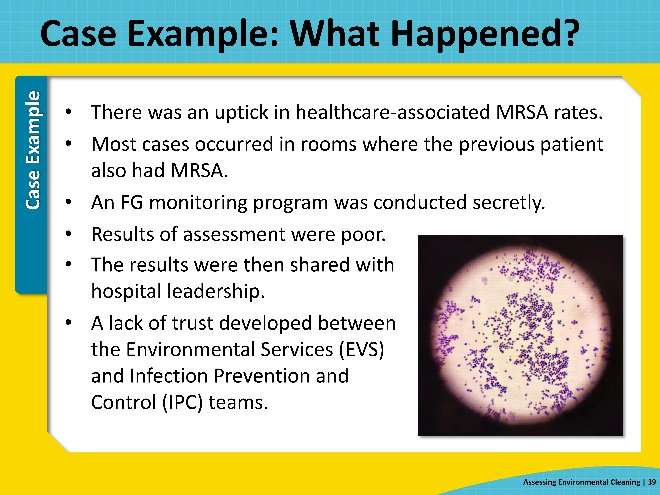 Case Example: What Happened?
Case Example
• There was an uptick in healthcare-associated MRSA rates.
• Most cases occurred in rooms where the previous patient
also had MRSA.
• An FG monitoring program was conducted secretly.
• Results of assessment were poor.
• The results were then shared with
hospital leadership.
• A lack of trust developed between
the Environmental Services (EVS)
and Infection Prevention and
Control (IPC) teams.
Assessing Environmental Cleaning | 39